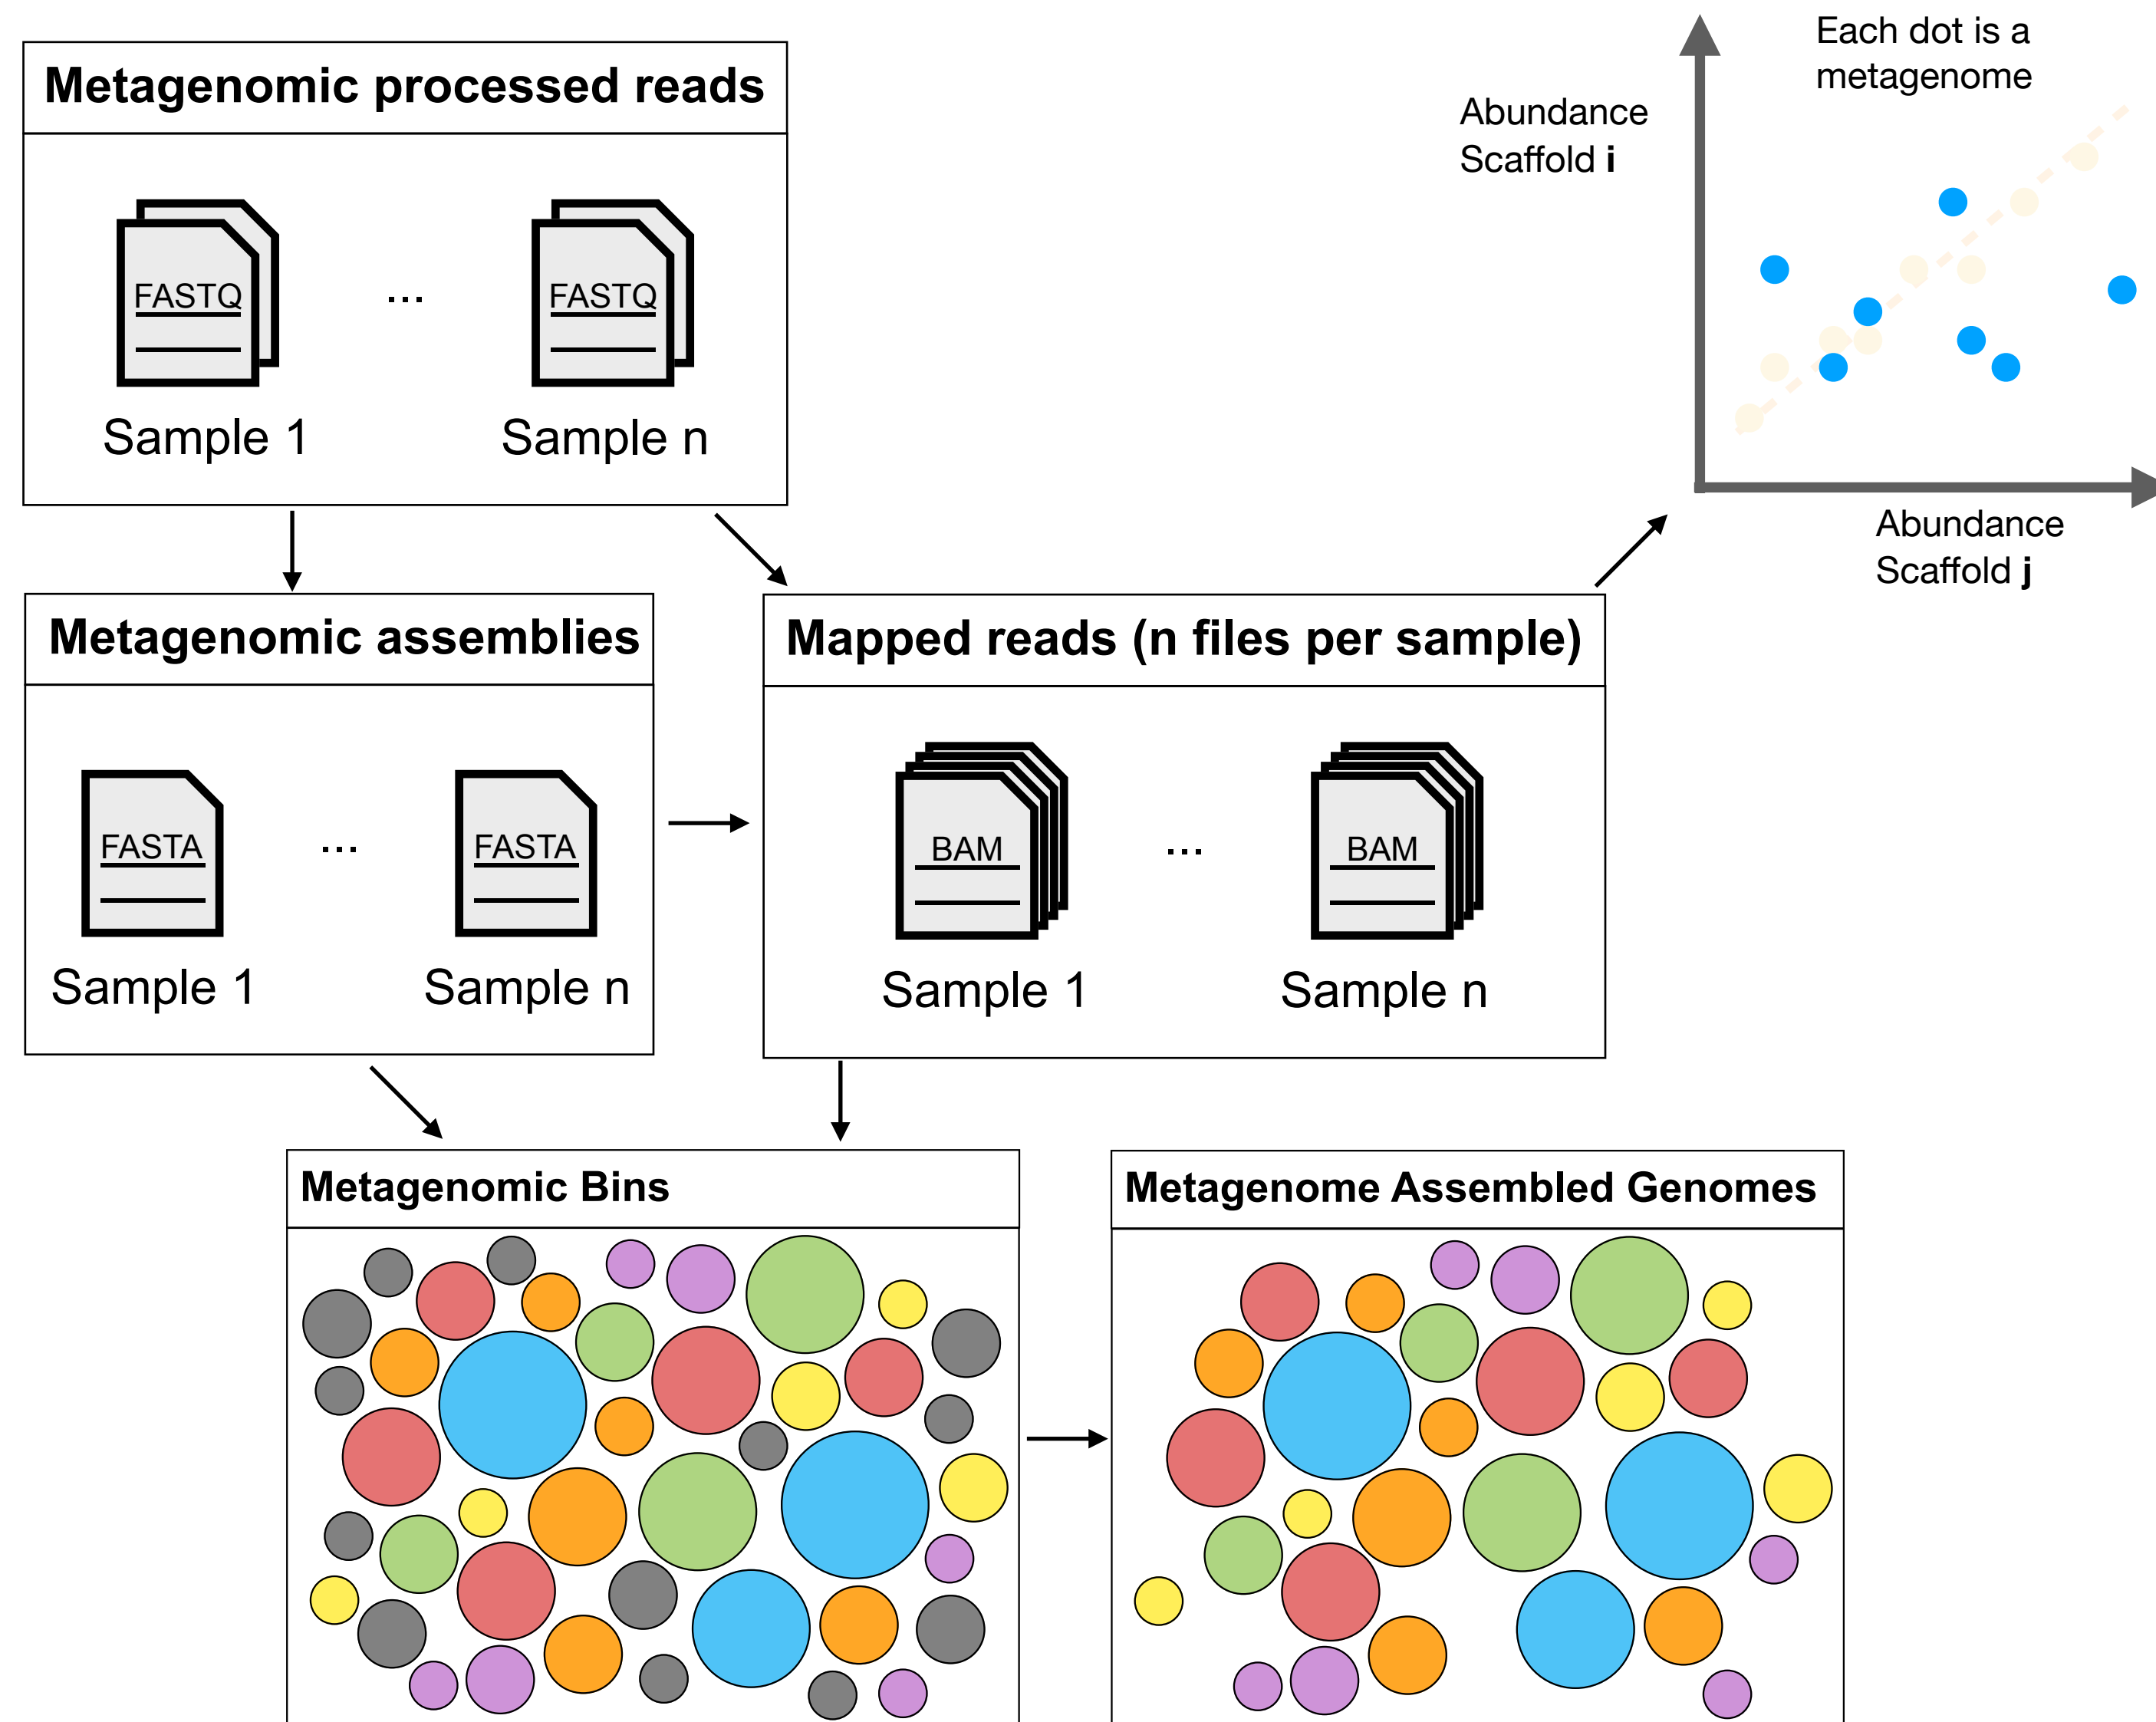 Metagenomic processed reads
FASTQ
...
FASTQ
Sample 1
Sample n
Each dot is a
metagenome
Abundance
Scaffold i
Abundance
Scaffold j
Metagenomic assemblies
FASTA
...
FASTA
Sample 1
Sample n
Mapped reads (n files per sample)
BAM
...
BAM
Sample 1
Sample n
Metagenomic Bins
Metagenome Assembled Genomes